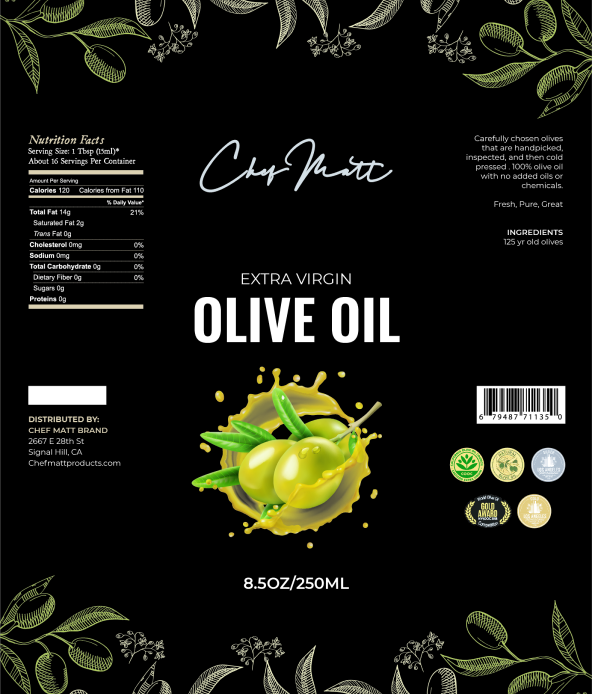 Nutrition Facts
Serving Size: 1 Tbsp (15ml)*
About 16 Servings Per Container
Amount Per Serving
Calories 120 Calories from Fat 110
% Daily Value*
Total Fat 14g 21%
Saturated Fat 2g
Trans Fat 0g
Cholesterol 0mg 0%
Sodium 0mg 0%
Total Carbohydrate 0g 0%
Dietary Fiber 0g 0%
Sugars 0g
Proteins 0g
DISTRIBUTED BY:
CHEF MATT BRAND
2667 E 28th St
Signal Hill, CA
Chefmattproducts.com
Chef Matt
EXTRA VIRGIN
OLIVE OIL
8.5OZ/250ML
Carefully chosen olives
that are handpicked,
inspected, and then cold
pressed . 100% olive oil
with no added oils or
chemicals.
Fresh, Pure, Great
INGREDIENTS
125 yr old olives
6 79487 71135 0
COOC
LOS ANGELES
GOLD
AWARD